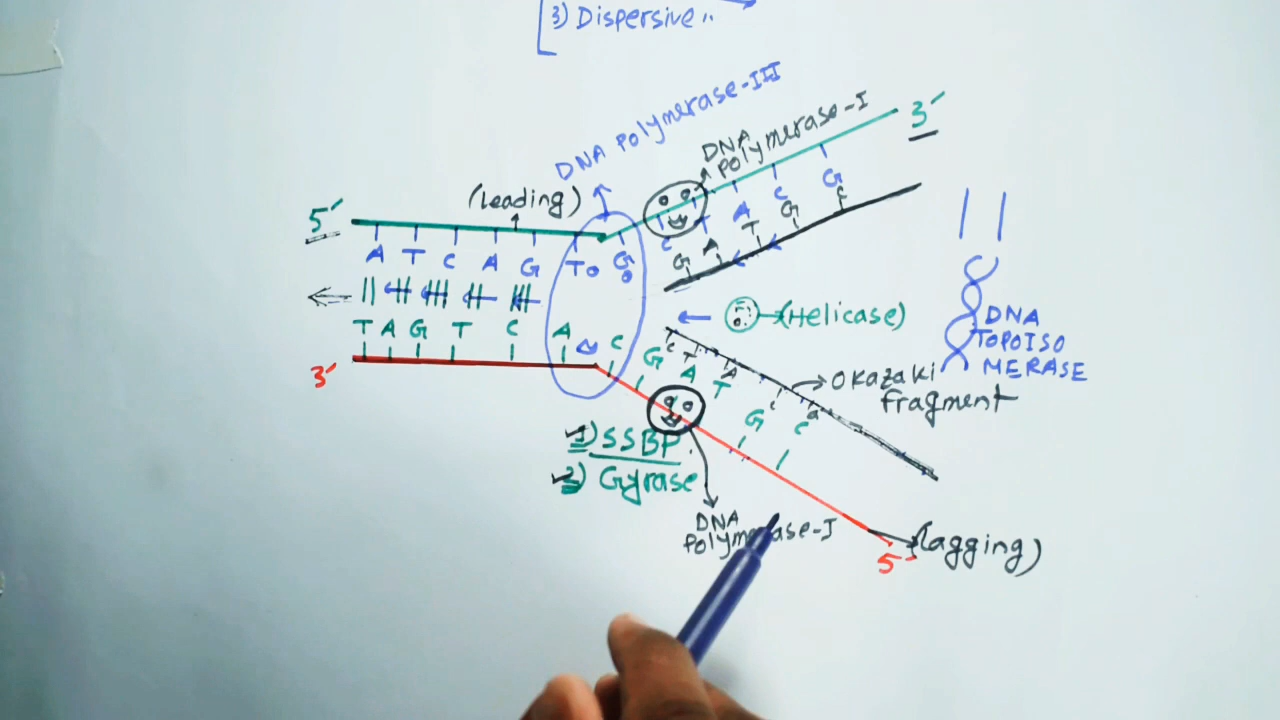 3) Dispersive..
DNA Polymerase-III
DNA
Polymerase-I
3′
(leading)
5′
A T C A G T G C T A C G
G A T G C
T A G T C A C G A T G C
3′
(Helicase)
C T A C G
Okazaki
Fragment
DNA
TOPOISO
MERASE
1) SSBP
2) Gyrase
DNA
Polymerase-I
(lagging)
5′